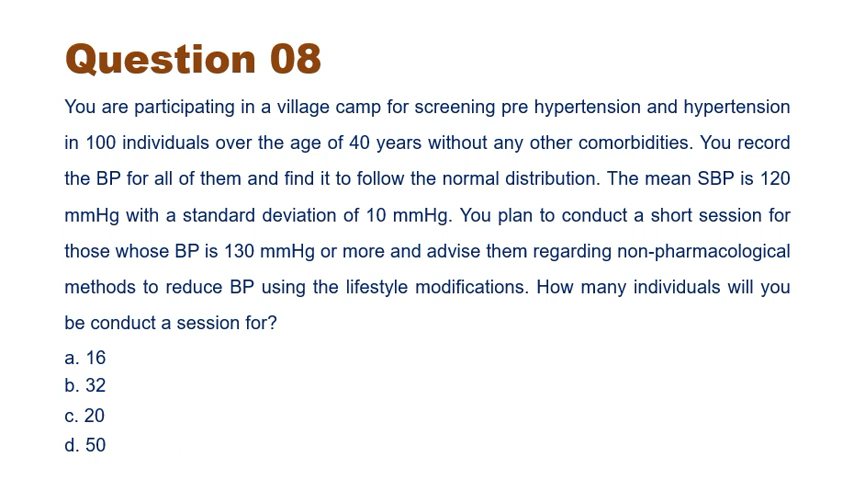 Question 08
You are participating in a village camp for screening pre hypertension and hypertension
in 100 individuals over the age of 40 years without any other comorbidities. You record
the BP for all of them and find it to follow the normal distribution. The mean SBP is 120
mmHg with a standard deviation of 10 mmHg. You plan to conduct a short session for
those whose BP is 130 mmHg or more and advise them regarding non-pharmacological
methods to reduce BP using the lifestyle modifications. How many individuals will you
be conduct a session for?
a. 16
b. 32
c. 20
d. 50